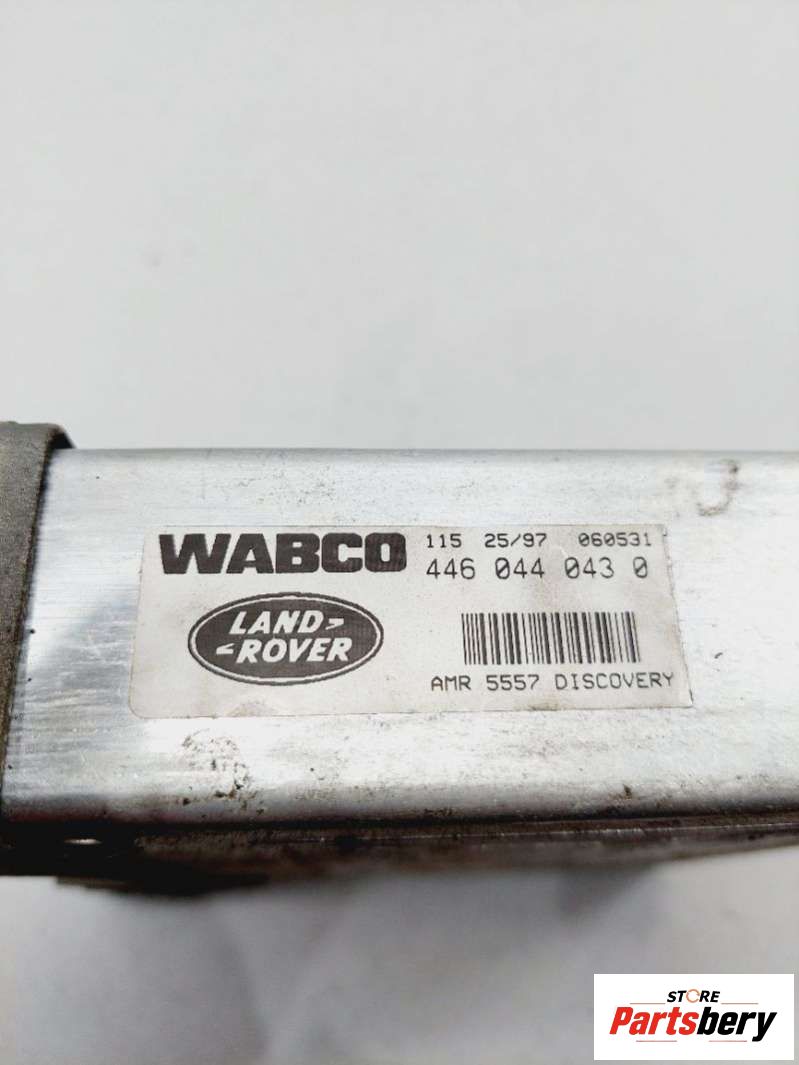 WABCO 115 25/97 060531
446 044 043 0
LAND
ROVER
AMR 5557 DISCOVERY
STORE
Partsbery